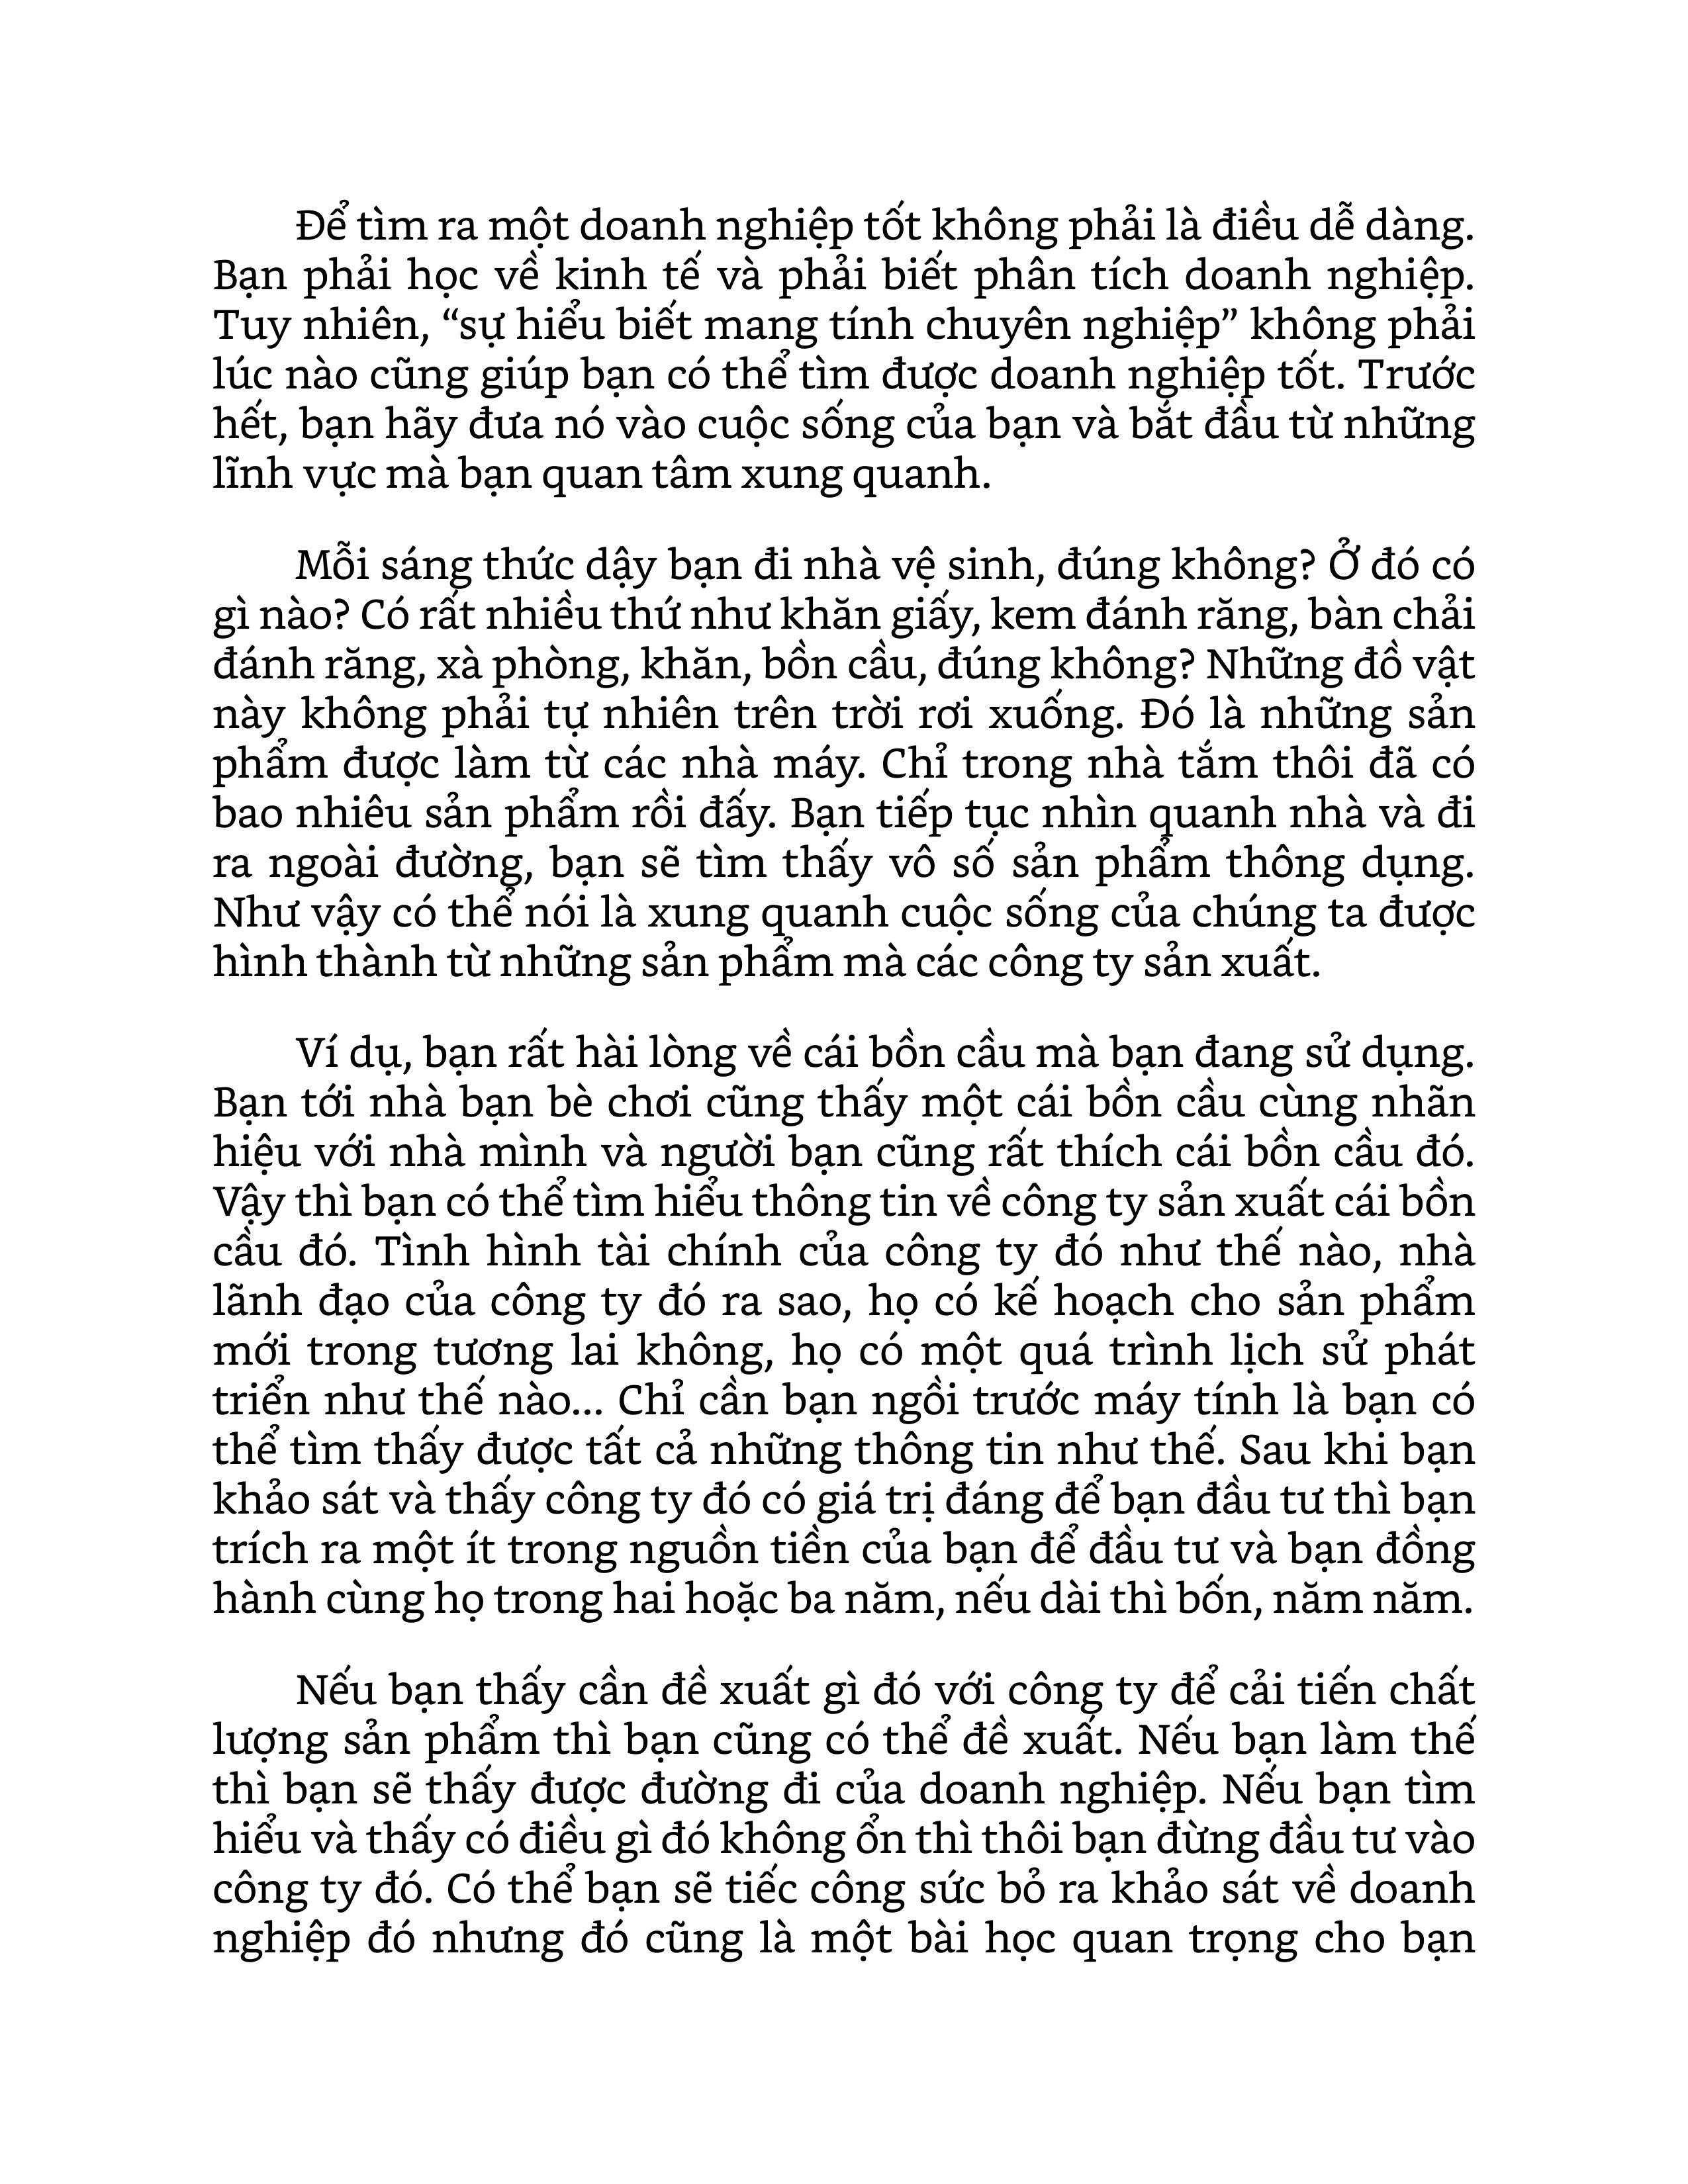 Để tìm ra một doanh nghiệp tốt không phải là điều dễ dàng.
Bạn phải học về kinh tế và phải biết phân tích doanh nghiệp.
Tuy nhiên, “sự hiểu biết mang tính chuyên nghiệp” không phải
lúc nào cũng giúp bạn có thể tìm được doanh nghiệp tốt. Trước
hết, bạn hãy đưa nó vào cuộc sống của bạn và bắt đầu từ những
lĩnh vực mà bạn quan tâm xung quanh.
Mỗi sáng thức dậy bạn đi nhà vệ sinh, đúng không? Ở đó có
gì nào? Có rất nhiều thứ như khăn giấy, kem đánh răng, bàn chải
đánh răng, xà phòng, khăn, bồn cầu, đúng không? Những đồ vật
này không phải tự nhiên trên trời rơi xuống. Đó là những sản
phẩm được làm từ các nhà máy. Chỉ trong nhà tắm thôi đã có
bao nhiêu sản phẩm rồi đấy. Bạn tiếp tục nhìn quanh nhà và đi
ra ngoài đường, bạn sẽ tìm thấy vô số sản phẩm thông dụng.
Như vậy có thể nói là xung quanh cuộc sống của chúng ta được
hình thành từ những sản phẩm mà các công ty sản xuất.
Ví dụ, bạn rất hài lòng về cái bồn cầu mà bạn đang sử dụng.
Bạn tới nhà bạn bè chơi cũng thấy một cái bồn cầu cùng nhãn
hiệu với nhà mình và người bạn cũng rất thích cái bồn cầu đó.
Vậy thì bạn có thể tìm hiểu thông tin về công ty sản xuất cái bồn
cầu đó. Tình hình tài chính của công ty đó như thế nào, nhà
lãnh đạo của công ty đó ra sao, họ có kế hoạch cho sản phẩm
mới trong tương lai không, họ có một quá trình lịch sử phát
triển như thế nào... Chỉ cần bạn ngồi trước máy tính là bạn có
thể tìm thấy được tất cả những thông tin như thế. Sau khi bạn
khảo sát và thấy công ty đó có giá trị đáng để bạn đầu tư thì bạn
trích ra một ít trong nguồn tiền của bạn để đầu tư và bạn đồng
hành cùng họ trong hai hoặc ba năm, nếu dài thì bốn, năm năm.
Nếu bạn thấy cần đề xuất gì đó với công ty để cải tiến chất
lượng sản phẩm thì bạn cũng có thể đề xuất. Nếu bạn làm thế
thì bạn sẽ thấy được đường đi của doanh nghiệp. Nếu bạn tìm
hiểu và thấy có điều gì đó không ổn thì thôi bạn đừng đầu tư vào
công ty đó. Có thể bạn sẽ tiếc công sức bỏ ra khảo sát về doanh
nghiệp đó nhưng đó cũng là một bài học quan trọng cho bạn